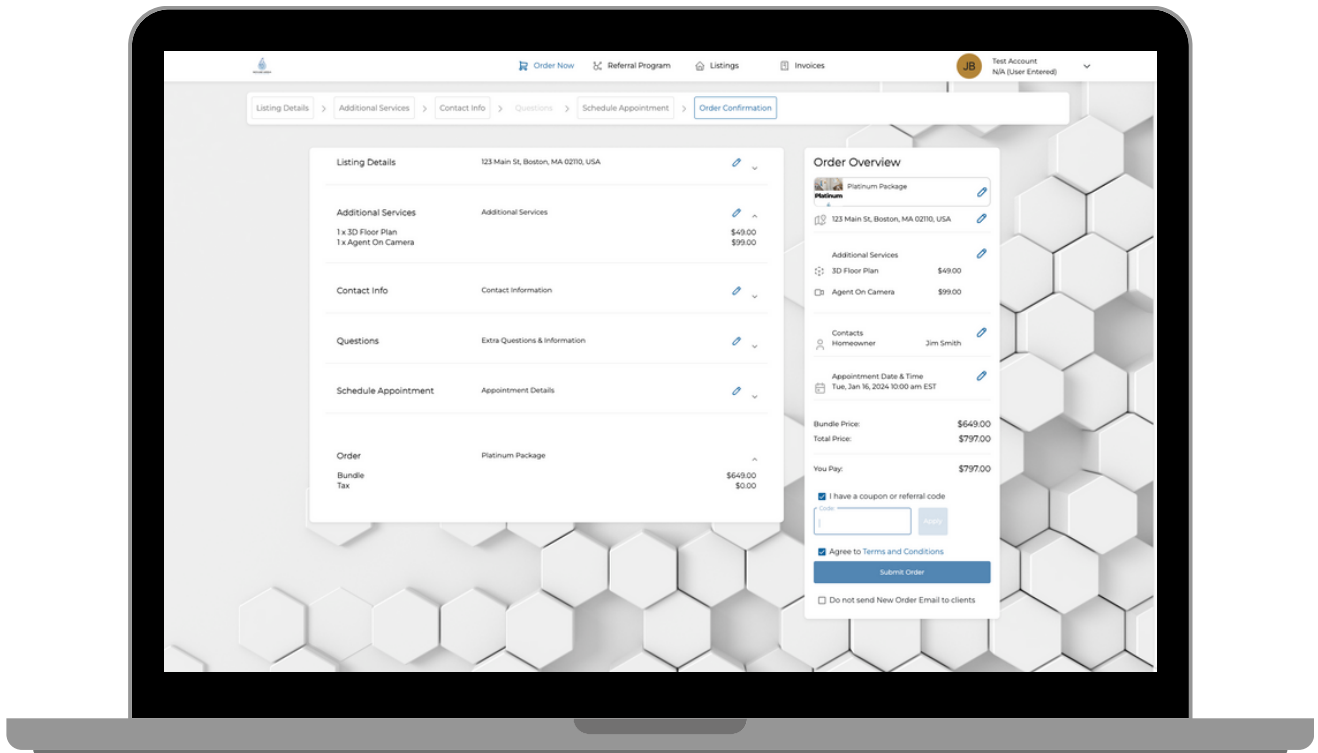 Order Now
Referral Program
Listings
Invoices
JB
Test Account
N/A (User Entered)
Listing Details
Additional Services
Contact Info
Questions
Schedule Appointment
Order Confirmation
Listing Details 123 Main St, Boston, MA 02110, USA
Additional Services Additional Services
1 x 3D Floor Plan $49.00
1 x Agent On Camera $99.00
Contact Info Contact Information
Questions Extra Questions & Information
Schedule Appointment Appointment Details
Order Platinum Package
Bundle $649.00
Tax $0.00
Order Overview
Platinum
Platinum Package
123 Main St, Boston, MA 02110, USA
Additional Services
3D Floor Plan $49.00
Agent On Camera $99.00
Contacts
Homeowner Jim Smith
Appointment Date & Time
Tue, Jan 16, 2024 10:00 am EST
Bundle Price: $649.00
Total Price: $797.00
You Pay: $797.00
I have a coupon or referral code
Code
Apply
Agree to Terms and Conditions
Submit Order
Do not send New Order Email to clients